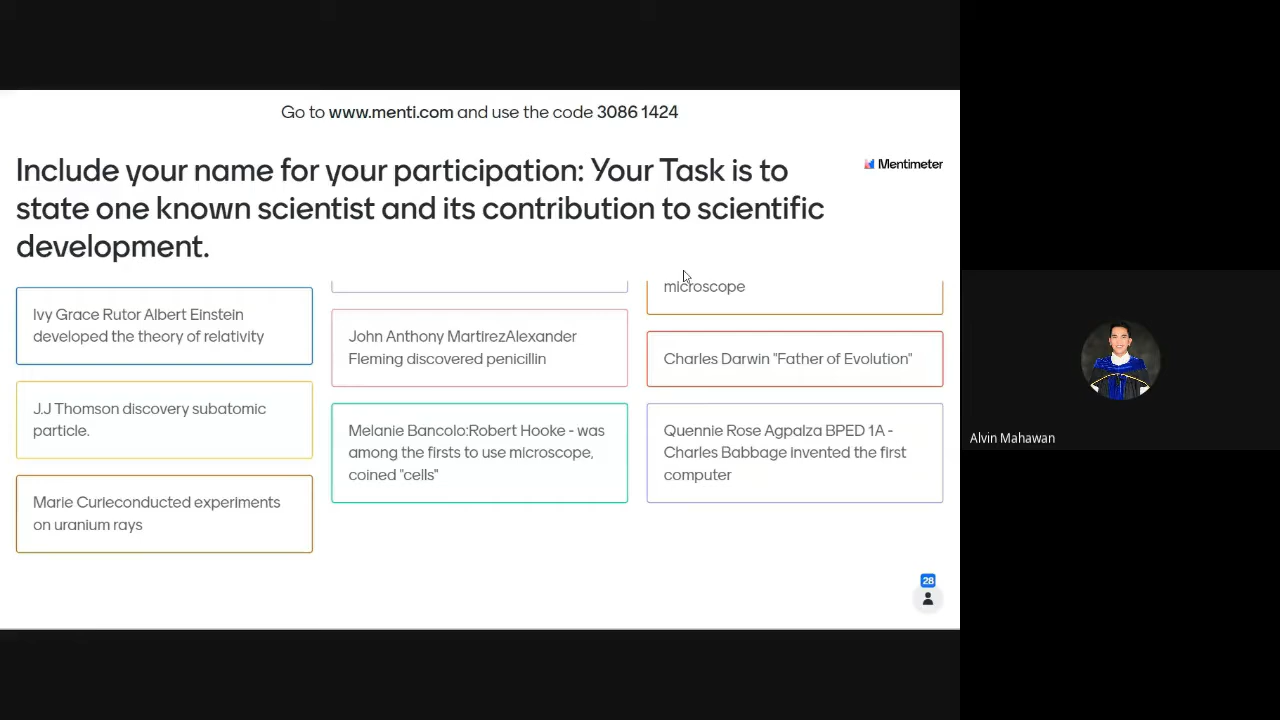 Go to www.menti.com and use the code 3086 1424
Include your name for your participation: Your Task is to
state one known scientist and its contribution to scientific
development.
Mentimeter
Ivy Grace Rutor Albert Einstein
developed the theory of relativity
J.J Thomson discovery subatomic
particle.
Marie Curieconducted experiments
on uranium rays
John Anthony MartirezAlexander
Fleming discovered penicillin
Melanie Bancolo:Robert Hooke - was
among the firsts to use microscope,
coined "cells"
microscope
Charles Darwin "Father of Evolution"
Quennie Rose Agpalza BPED 1A -
Charles Babbage invented the first
computer
28
Alvin Mahawan